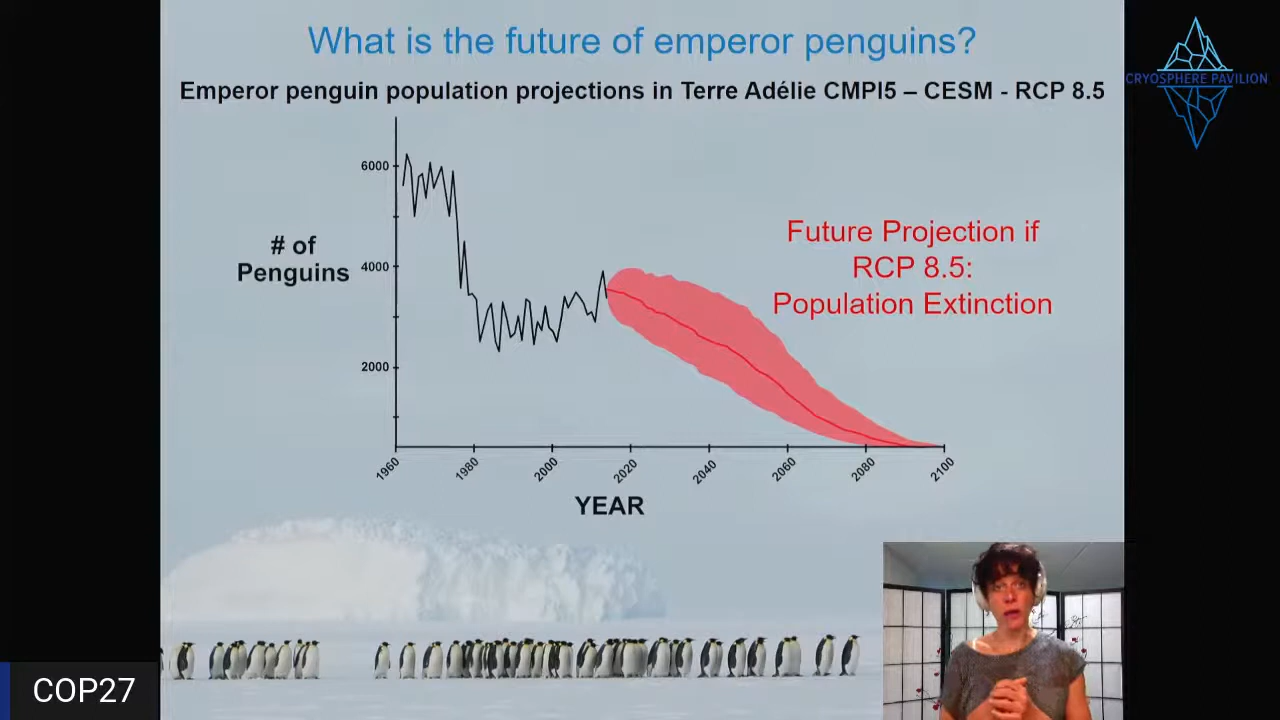 What is the future of emperor penguins?
CRYOSPHERE PAVILION
Emperor penguin population projections in Terre Adélie CMPI5 – CESM - RCP 8.5
6000
# of
Penguins
4000
2000
Future Projection if
RCP 8.5:
Population Extinction
1960
1980
2000
2020
2040
2060
2080
2100
YEAR
COP27